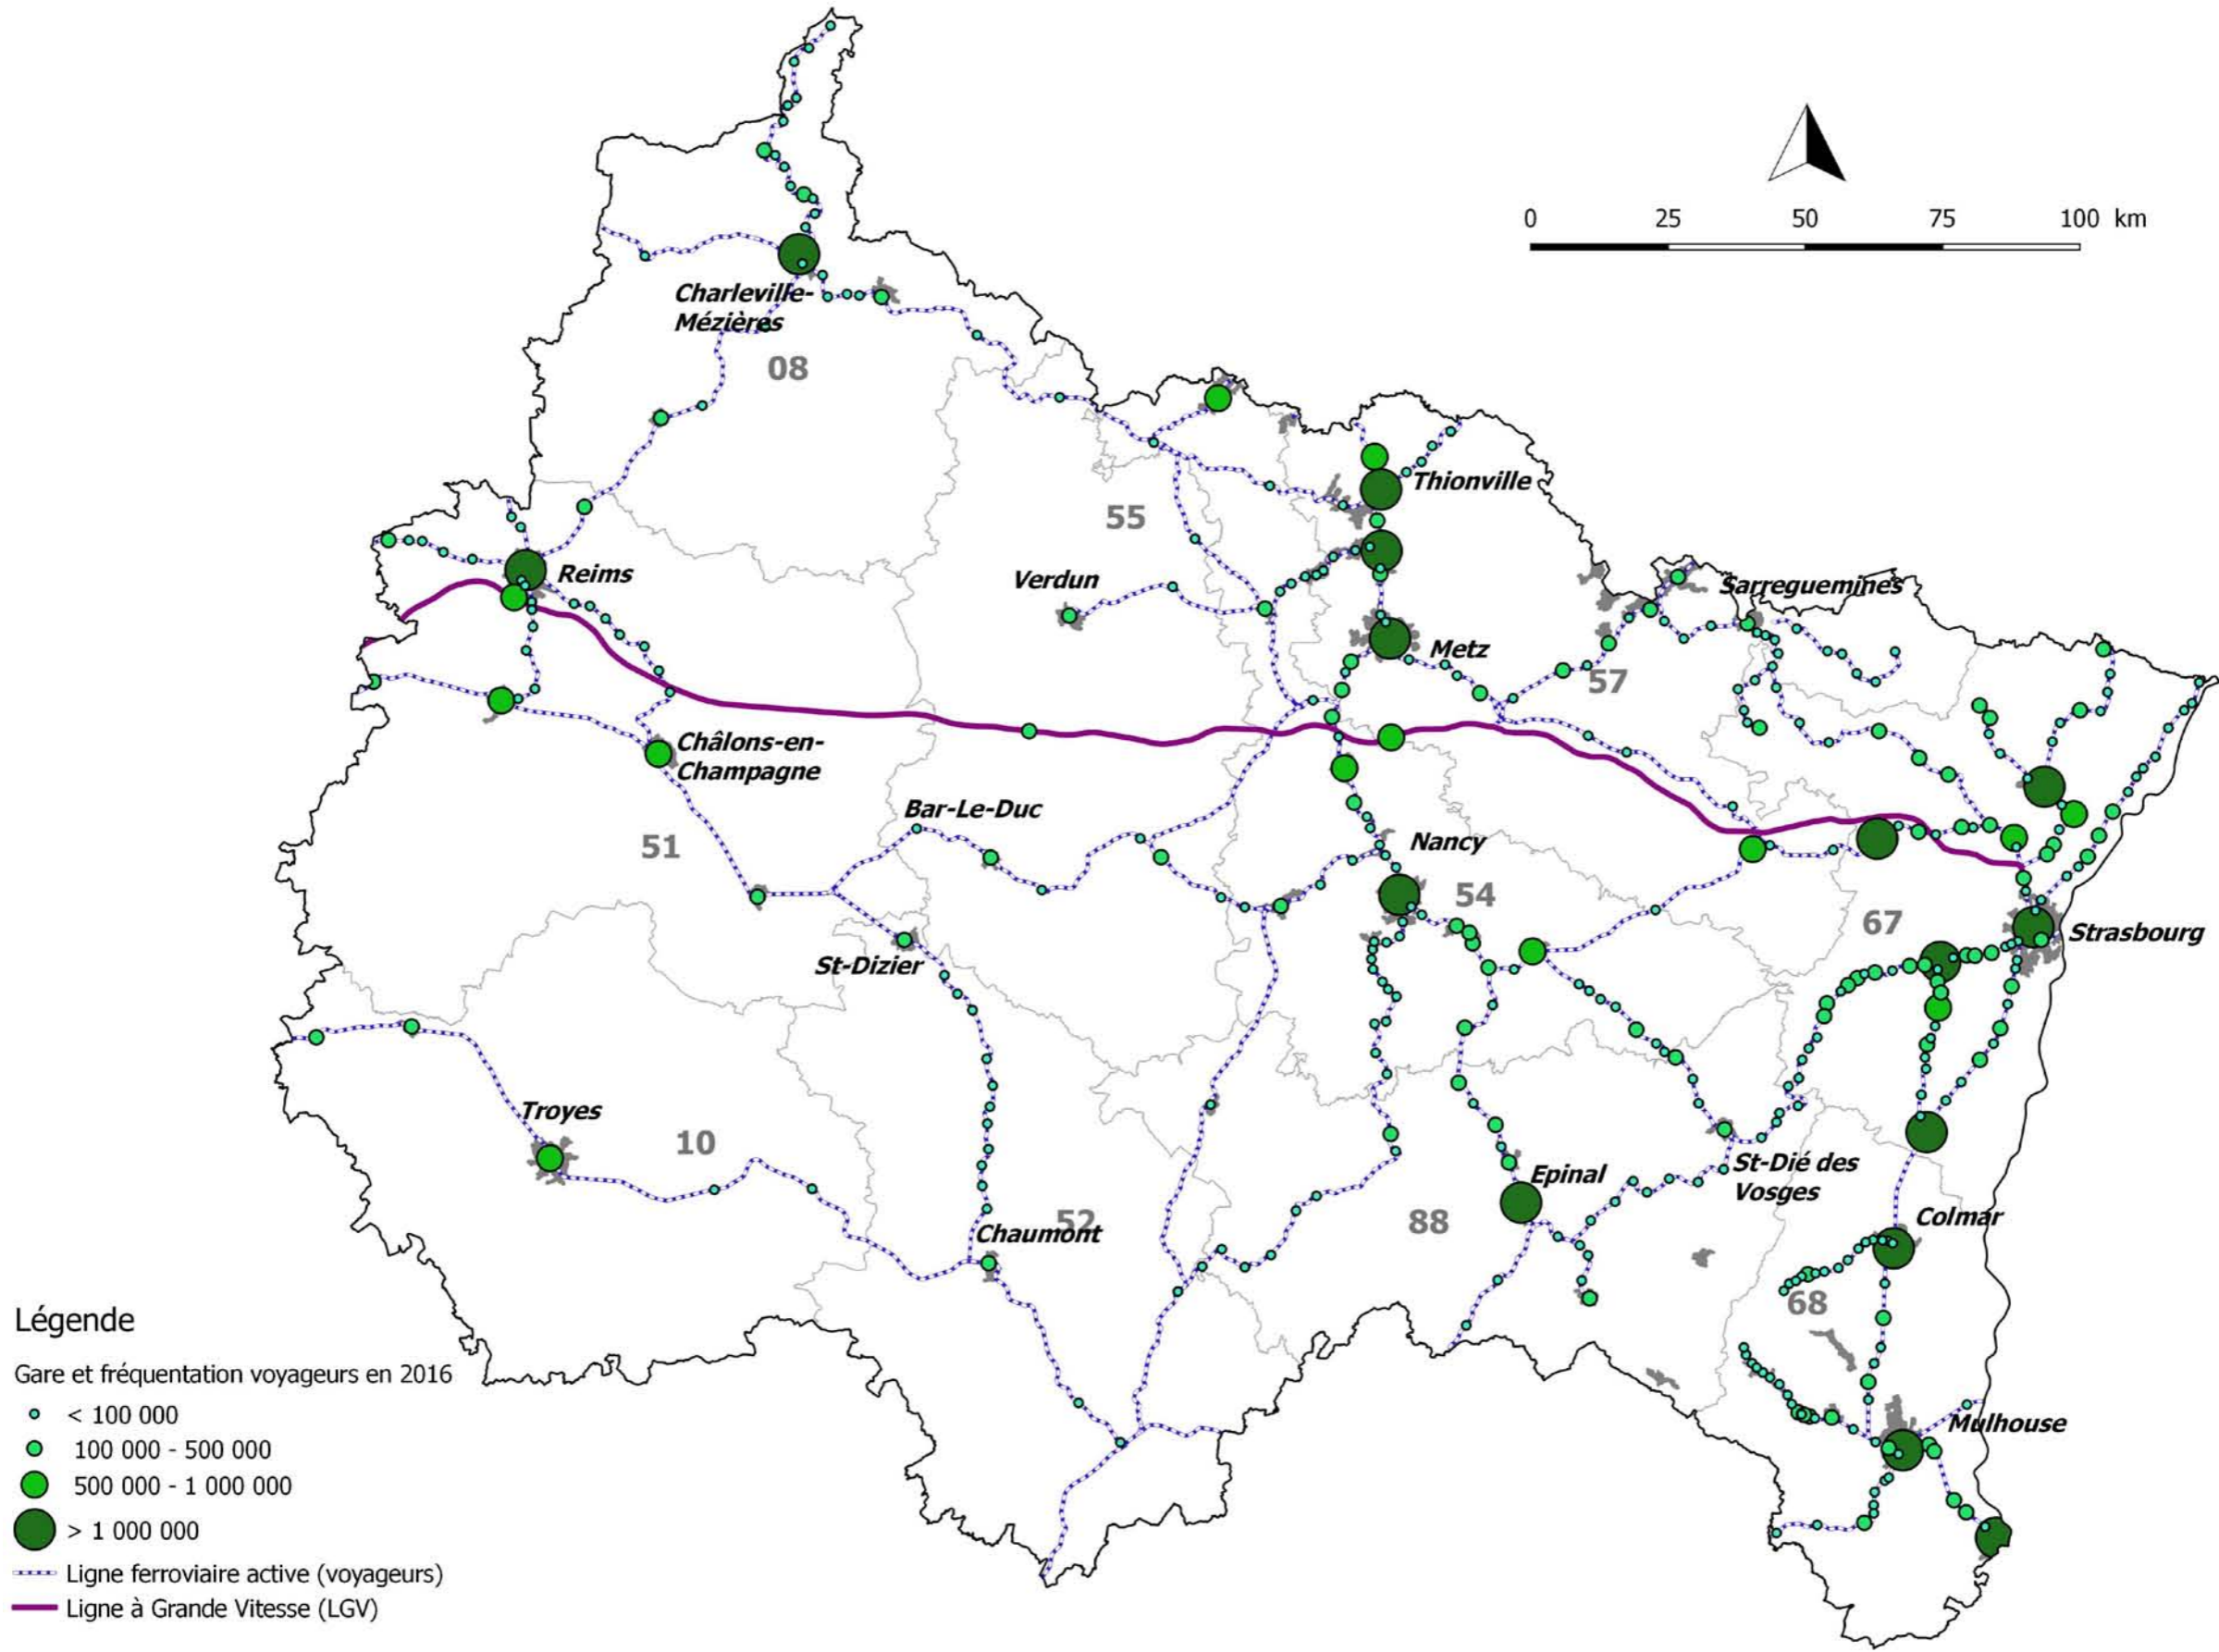 0 25 50 75 100 km
Charleville-
Mézières
08
Thionville
55
Reims
Verdun
Sarreguemines
Metz
57
Châlons-en-
Champagne
Bar-Le-Duc
51
Nancy
54
67
Strasbourg
St-Dizier
Troyes
10
St-Dié des
Vosges
Epinal
52
88
Chaumont
Colmar
68
Mulhouse
Légende
Gare et fréquentation voyageurs en 2016
< 100 000
100 000 - 500 000
500 000 - 1 000 000
> 1 000 000
Ligne ferroviaire active (voyageurs)
Ligne à Grande Vitesse (LGV)